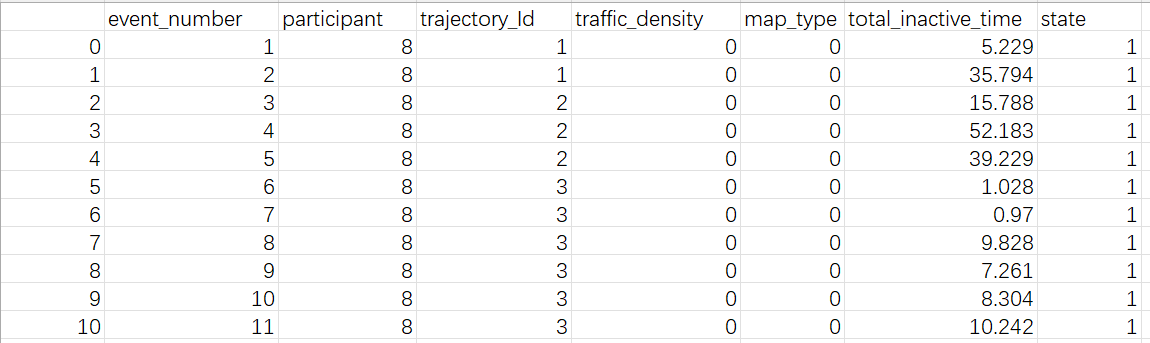 event_number participant trajectory_Id traffic_density map_type total_inactive_time state
0 1 8 1 0 0 5.229 1
1 2 8 1 0 0 35.794 1
2 3 8 2 0 0 15.788 1
3 4 8 2 0 0 52.183 1
4 5 8 2 0 0 39.229 1
5 6 8 3 0 0 1.028 1
6 7 8 3 0 0 0.97 1
7 8 8 3 0 0 9.828 1
8 9 8 3 0 0 7.261 1
9 10 8 3 0 0 8.304 1
10 11 8 3 0 0 10.242 1